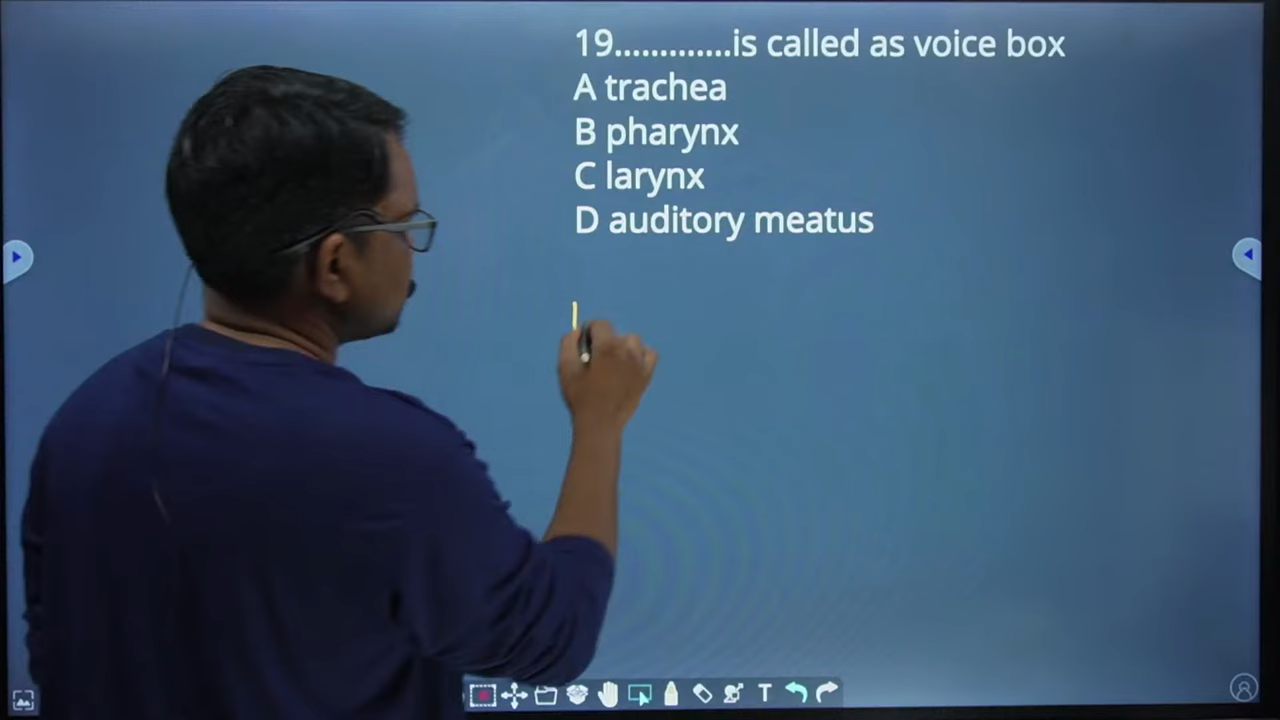 19.............is called as voice box
A trachea
B pharynx
C larynx
D auditory meatus
T